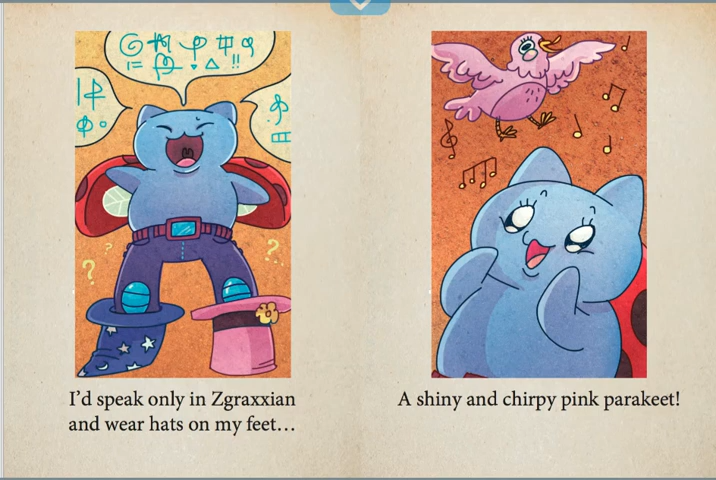 I’d speak only in Zgraxxian
and wear hats on my feet…
A shiny and chirpy pink parakeet!